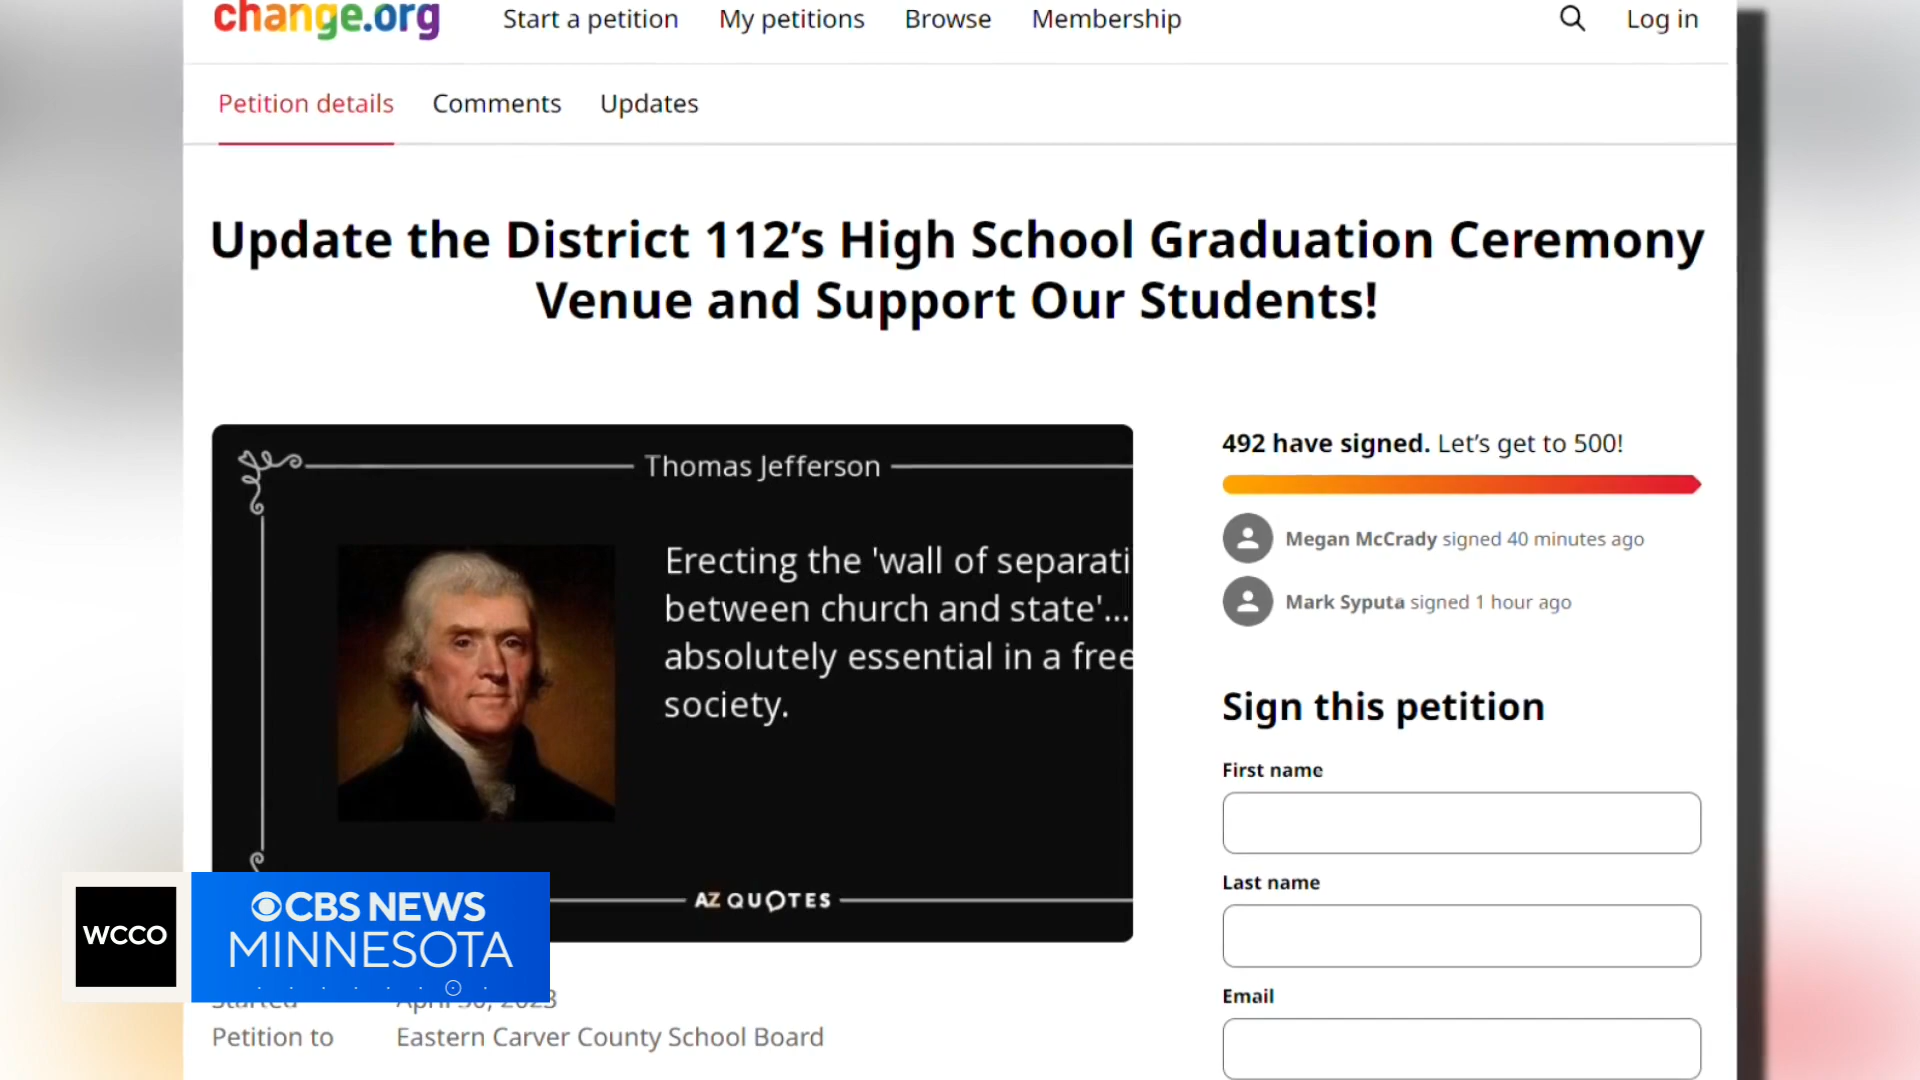 change.org
Start a petition
My petitions
Browse
Membership
Log in
Petition details
Comments
Updates
Update the District 112’s High School Graduation Ceremony
Venue and Support Our Students!
Thomas Jefferson
Erecting the 'wall of separati
between church and state'...
absolutely essential in a free
society.
AZ QUOTES
492 have signed. Let’s get to 500!
Megan McCrady signed 40 minutes ago
Mark Syputa signed 1 hour ago
Sign this petition
First name
Last name
Email
WCCO
CBS NEWS
MINNESOTA
Started
April 30, 2023
Petition to
Eastern Carver County School Board